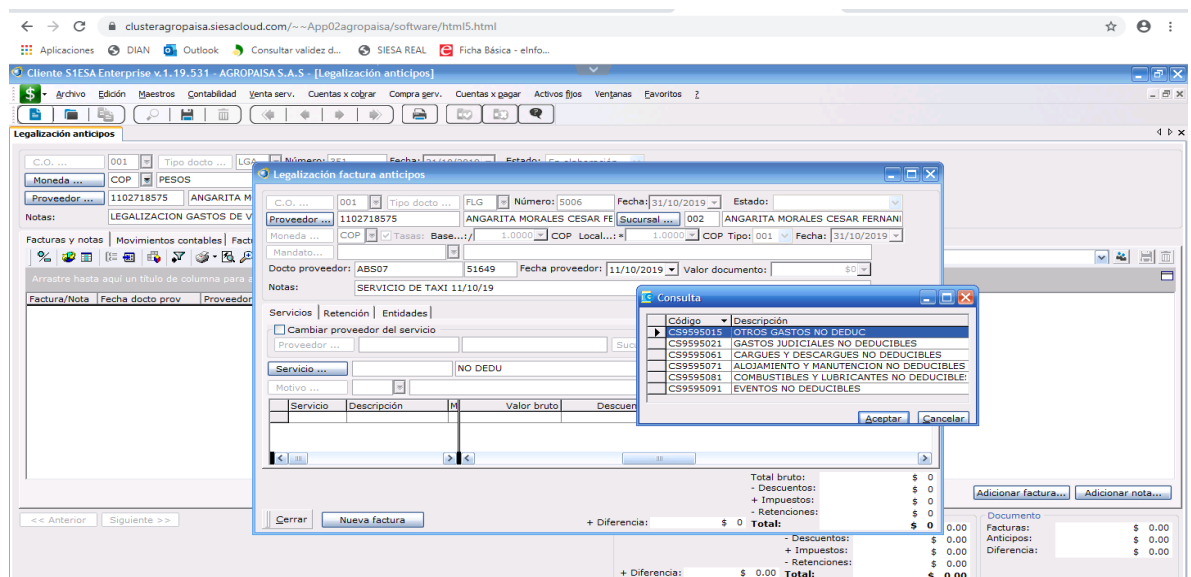 clusteragropaisa.siesacloud.com/~~App02agropaisa/software/html5.html
Aplicaciones DIAN Outlook Consultar validez d... SIESA REAL Ficha Básica - eInfo...
Cliente S1ESA Enterprise v.1.19.531 - AGROPAISA S.A.S - [Legalización anticipos]
$ Archivo Edición Maestros Contabilidad Venta serv. Cuentas x cobrar Compra serv. Cuentas x pagar Activos fijos Ventanas Favoritos ?
Legalización anticipos
C.O. ... 001 Tipo docto ... LGA Número: 351 Fecha: 31/10/2019 Estado: En elaboración
Moneda ... COP PESOS
Proveedor ... 1102718575 ANGARITA M
Notas: LEGALIZACION GASTOS DE V
Facturas y notas Movimientos contables Fact
Arrastre hasta aquí un título de columna para a
Factura/Nota Fecha docto prov Proveedor
Legalización factura anticipos
C.O. ... 001 Tipo docto ... FLG Número: 5006 Fecha: 31/10/2019 Estado:
Proveedor ... 1102718575 ANGARITA MORALES CESAR FE Sucursal ... 002 ANGARITA MORALES CESAR FERNANI
Moneda ... COP Tasas: Base...:/ 1.0000 COP Local...: * 1.0000 COP Tipo: 001 Fecha: 31/10/2019
Mandato...
Docto proveedor: ABS07 51649 Fecha proveedor: 11/10/2019 Valor documento: $0
Notas: SERVICIO DE TAXI 11/10/19
Servicios Retención Entidades
Cambiar proveedor del servicio
Proveedor ... Suc
Servicio ... NO DEDU
Motivo ...
Servicio Descripción M Valor bruto Descuen
Consulta
Código Descripción
CS9595015 OTROS GASTOS NO DEDUC
CS9595021 GASTOS JUDICIALES NO DEDUCIBLES
CS9595061 CARGUES Y DESCARGUES NO DEDUCIBLES
CS9595071 ALOJAMIENTO Y MANUTENCION NO DEDUCIBLES
CS9595081 COMBUSTIBLES Y LUBRICANTES NO DEDUCIBLE
CS9595091 EVENTOS NO DEDUCIBLES
Aceptar Cancelar
Total bruto: $ 0
- Descuentos: $ 0
+ Impuestos: $ 0
- Retenciones: $ 0
Cerrar Nueva factura + Diferencia: $ 0 Total: $ 0
Adicionar factura... Adicionar nota...
<< Anterior Siguiente >>
0.00
- Descuentos: $ 0.00
+ Impuestos: $ 0.00
- Retenciones: $ 0.00
+ Diferencia: $ 0.00 Total: $ 0.00
Documento
Facturas: $ 0.00
Anticipos: $ 0.00
Diferencia: $ 0.00